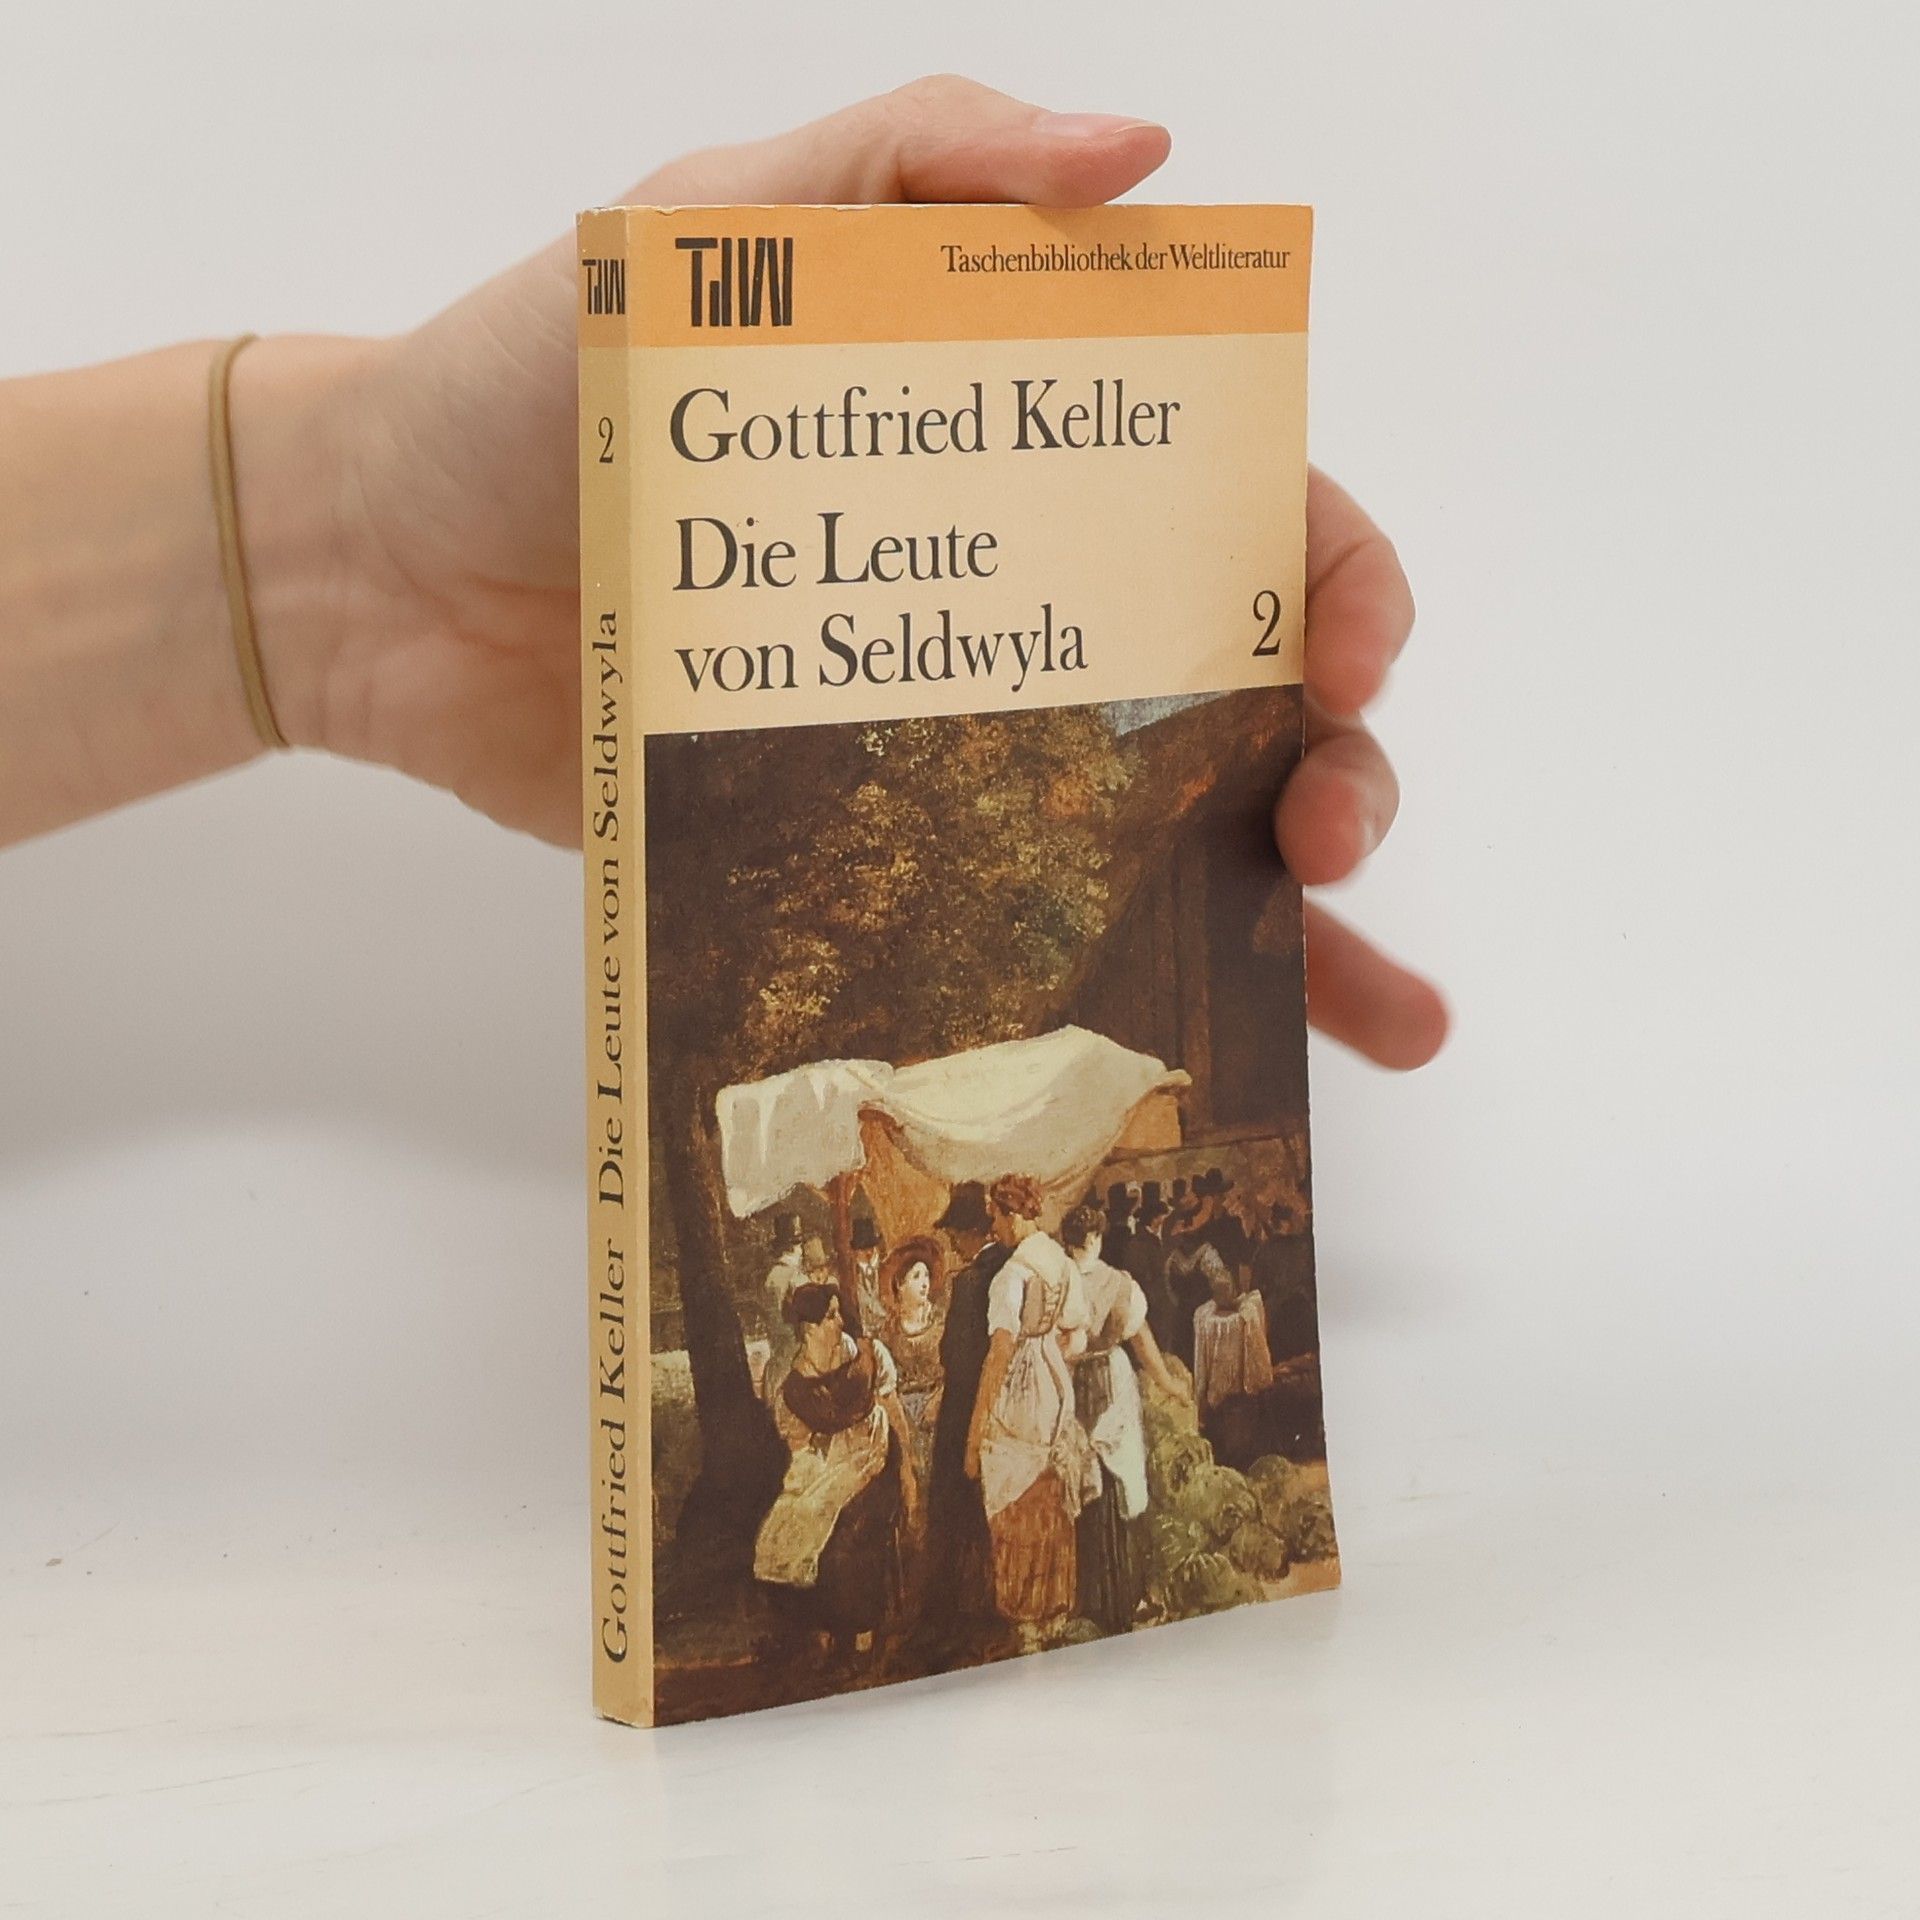 TdW
Taschenbibliothek der Weltliteratur
Gottfried Keller
Die Leute
von Seldwyla
2
TdW
2
Gottfried Keller Die Leute von Seldwyla